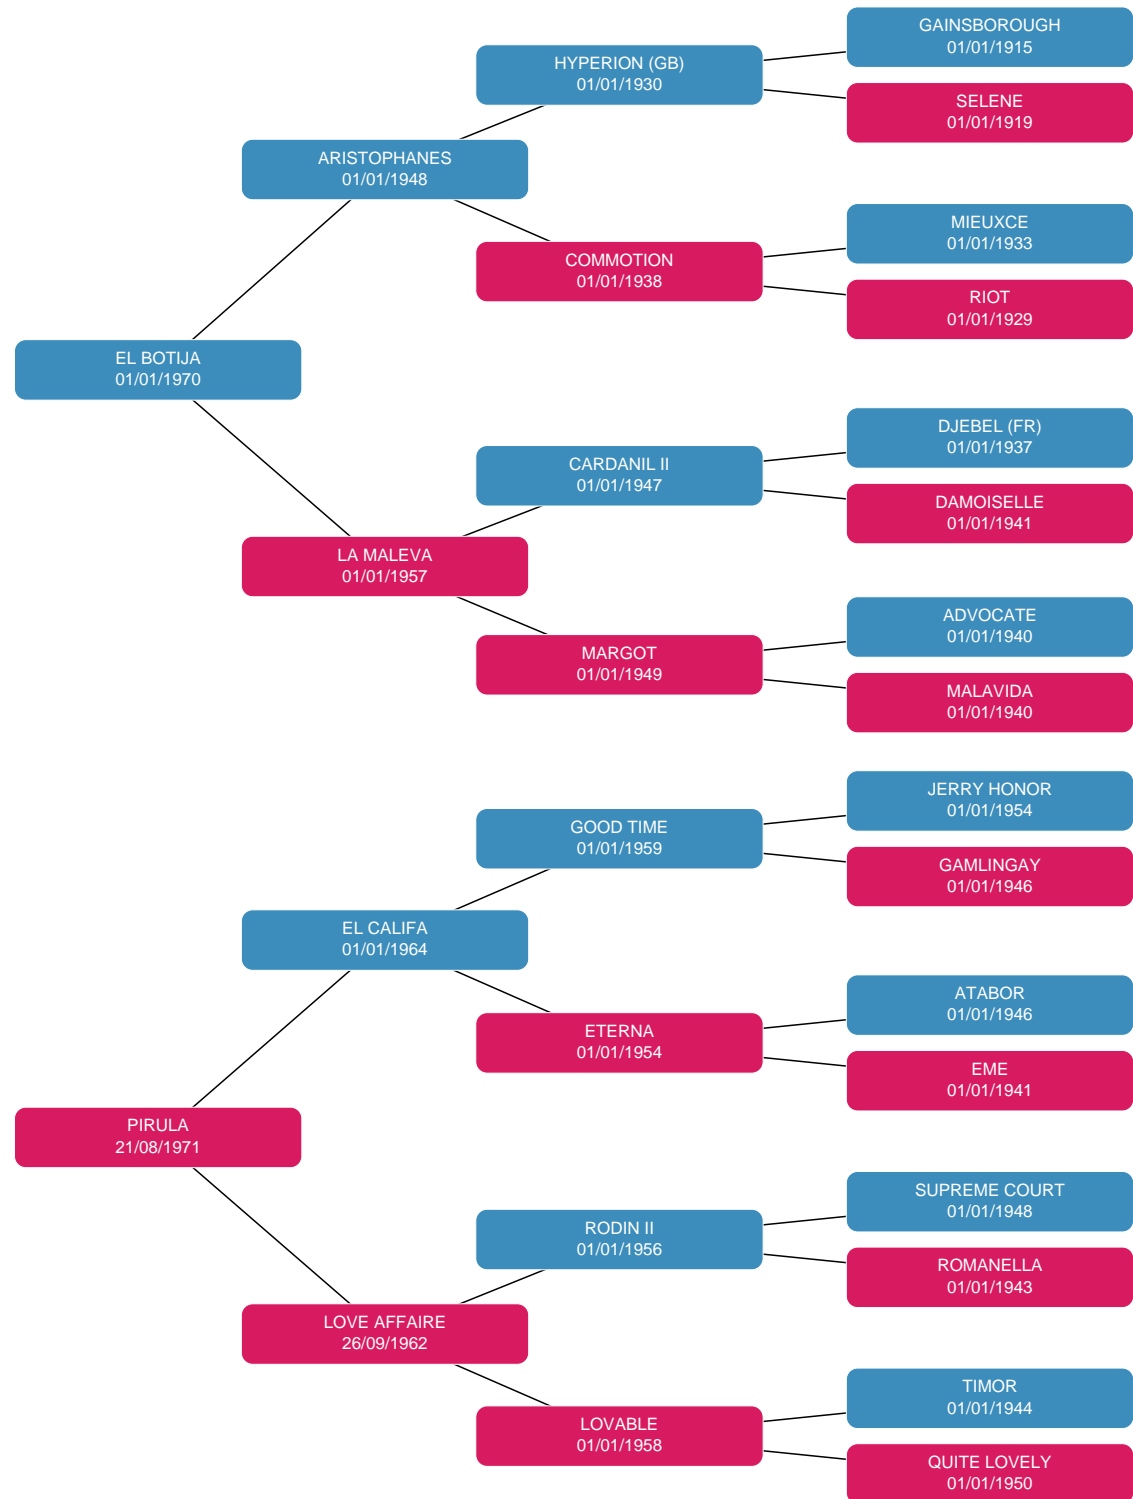 GAINSBOROUGH
01/01/1915
HYPERION (GB)
01/01/1930
SELENE
01/01/1919
ARISTOPHANES
01/01/1948
MIEUXCE
01/01/1933
COMMOTION
01/01/1938
RIOT
01/01/1929
EL BOTIJA
01/01/1970
DJEBEL (FR)
01/01/1937
CARDANIL II
01/01/1947
DAMOISELLE
01/01/1941
LA MALEVA
01/01/1957
ADVOCATE
01/01/1940
MARGOT
01/01/1949
MALAVIDA
01/01/1940
JERRY HONOR
01/01/1954
GOOD TIME
01/01/1959
GAMLINGAY
01/01/1946
EL CALIFA
01/01/1964
ATABOR
01/01/1946
ETERNA
01/01/1954
EME
01/01/1941
PIRULA
21/08/1971
SUPREME COURT
01/01/1948
RODIN II
01/01/1956
ROMANELLA
01/01/1943
LOVE AFFAIRE
26/09/1962
TIMOR
01/01/1944
LOVABLE
01/01/1958
QUITE LOVELY
01/01/1950